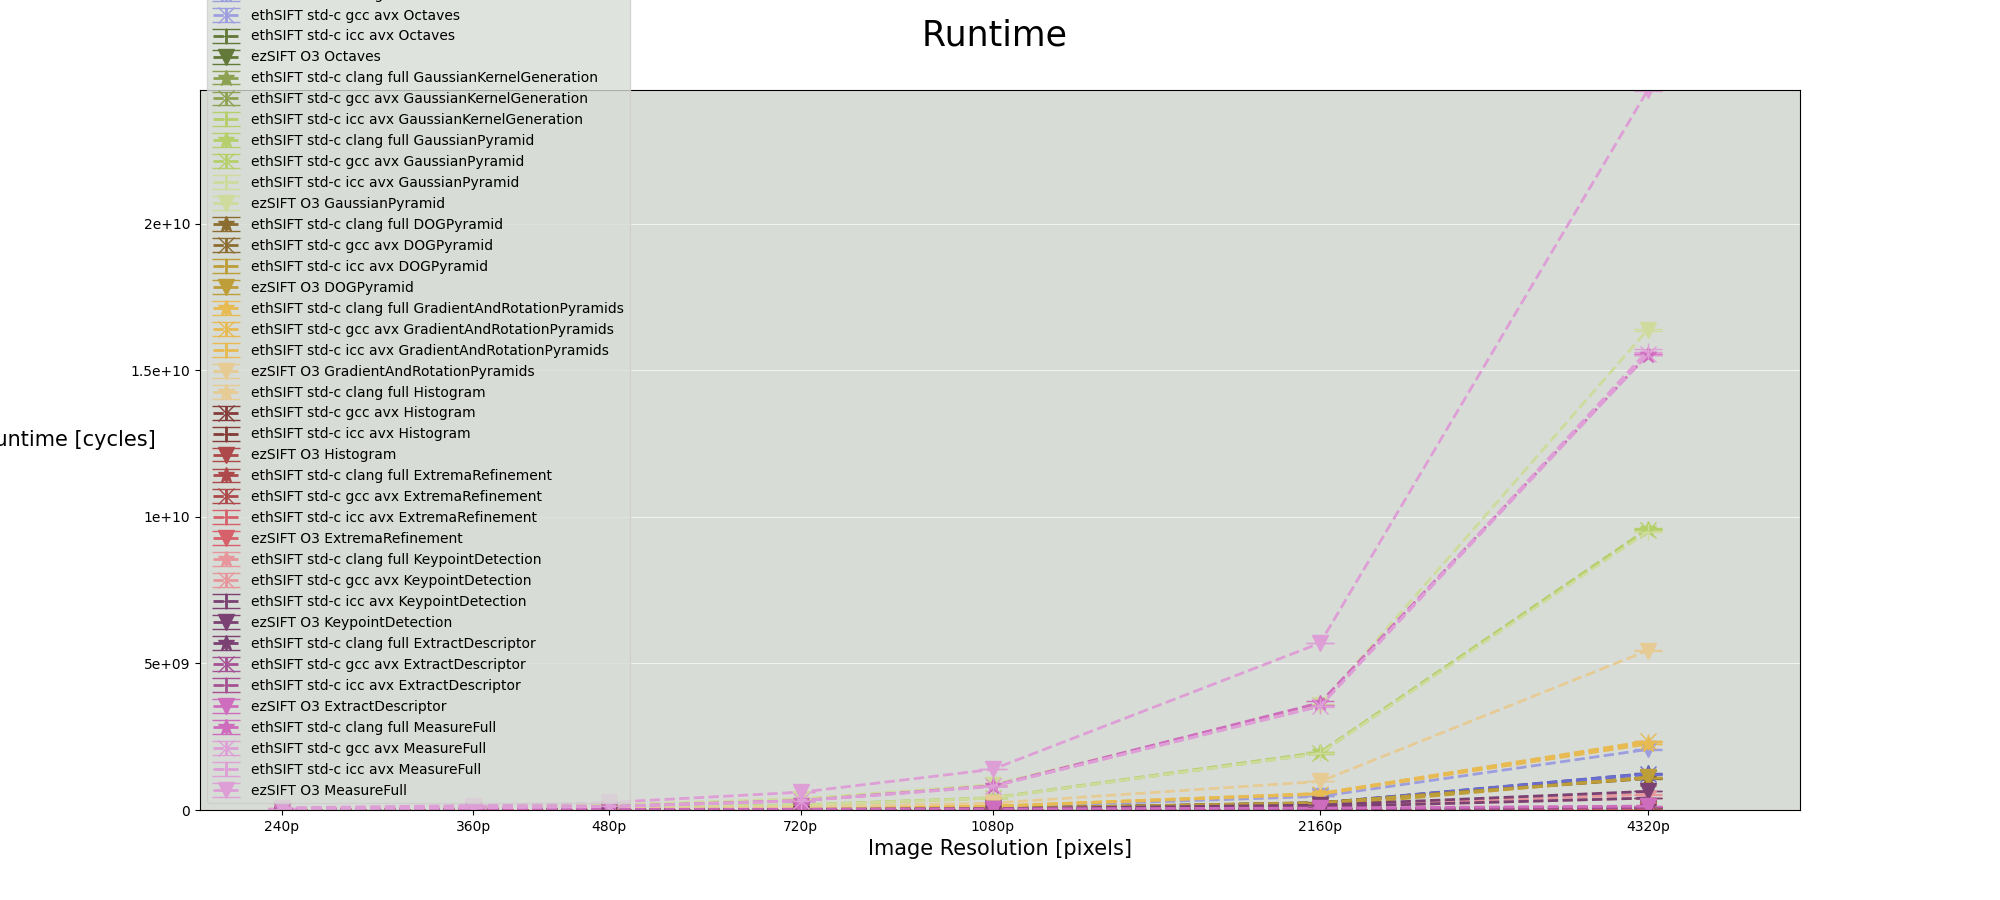 Runtime
ethSIFT std-c gcc avx Octaves
ethSIFT std-c icc avx Octaves
ezSIFT O3 Octaves
ethSIFT std-c clang full GaussianKernelGeneration
ethSIFT std-c gcc avx GaussianKernelGeneration
ethSIFT std-c icc avx GaussianKernelGeneration
ethSIFT std-c clang full GaussianPyramid
ethSIFT std-c gcc avx GaussianPyramid
ethSIFT std-c icc avx GaussianPyramid
ezSIFT O3 GaussianPyramid
ethSIFT std-c clang full DOGPyramid
ethSIFT std-c gcc avx DOGPyramid
ethSIFT std-c icc avx DOGPyramid
ezSIFT O3 DOGPyramid
ethSIFT std-c clang full GradientAndRotationPyramids
ethSIFT std-c gcc avx GradientAndRotationPyramids
ethSIFT std-c icc avx GradientAndRotationPyramids
ezSIFT O3 GradientAndRotationPyramids
ethSIFT std-c clang full Histogram
ethSIFT std-c gcc avx Histogram
ethSIFT std-c icc avx Histogram
ezSIFT O3 Histogram
ethSIFT std-c clang full ExtremaRefinement
ethSIFT std-c gcc avx ExtremaRefinement
ethSIFT std-c icc avx ExtremaRefinement
ezSIFT O3 ExtremaRefinement
ethSIFT std-c clang full KeypointDetection
ethSIFT std-c gcc avx KeypointDetection
ethSIFT std-c icc avx KeypointDetection
ezSIFT O3 KeypointDetection
ethSIFT std-c clang full ExtractDescriptor
ethSIFT std-c gcc avx ExtractDescriptor
ethSIFT std-c icc avx ExtractDescriptor
ezSIFT O3 ExtractDescriptor
ethSIFT std-c clang full MeasureFull
ethSIFT std-c gcc avx MeasureFull
ethSIFT std-c icc avx MeasureFull
ezSIFT O3 MeasureFull
2e+10
1.5e+10
untime [cycles]
1e+10
5e+09
0
240p 360p 480p 720p 1080p 2160p 4320p
Image Resolution [pixels]